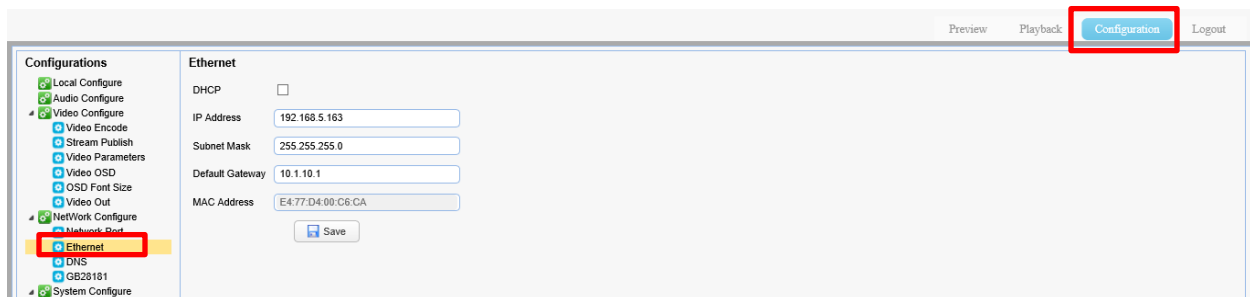 Preview Playback Configuration Logout
Configurations
Local Configure
Audio Configure
Video Configure
Video Encode
Stream Publish
Video Parameters
Video OSD
OSD Font Size
Video Out
NetWork Configure
Network Port
Ethernet
DNS
GB28181
System Configure
Ethernet
DHCP
IP Address 192.168.5.163
Subnet Mask 255.255.255.0
Default Gateway 10.1.10.1
MAC Address E4:77:D4:00:C6:CA
Save